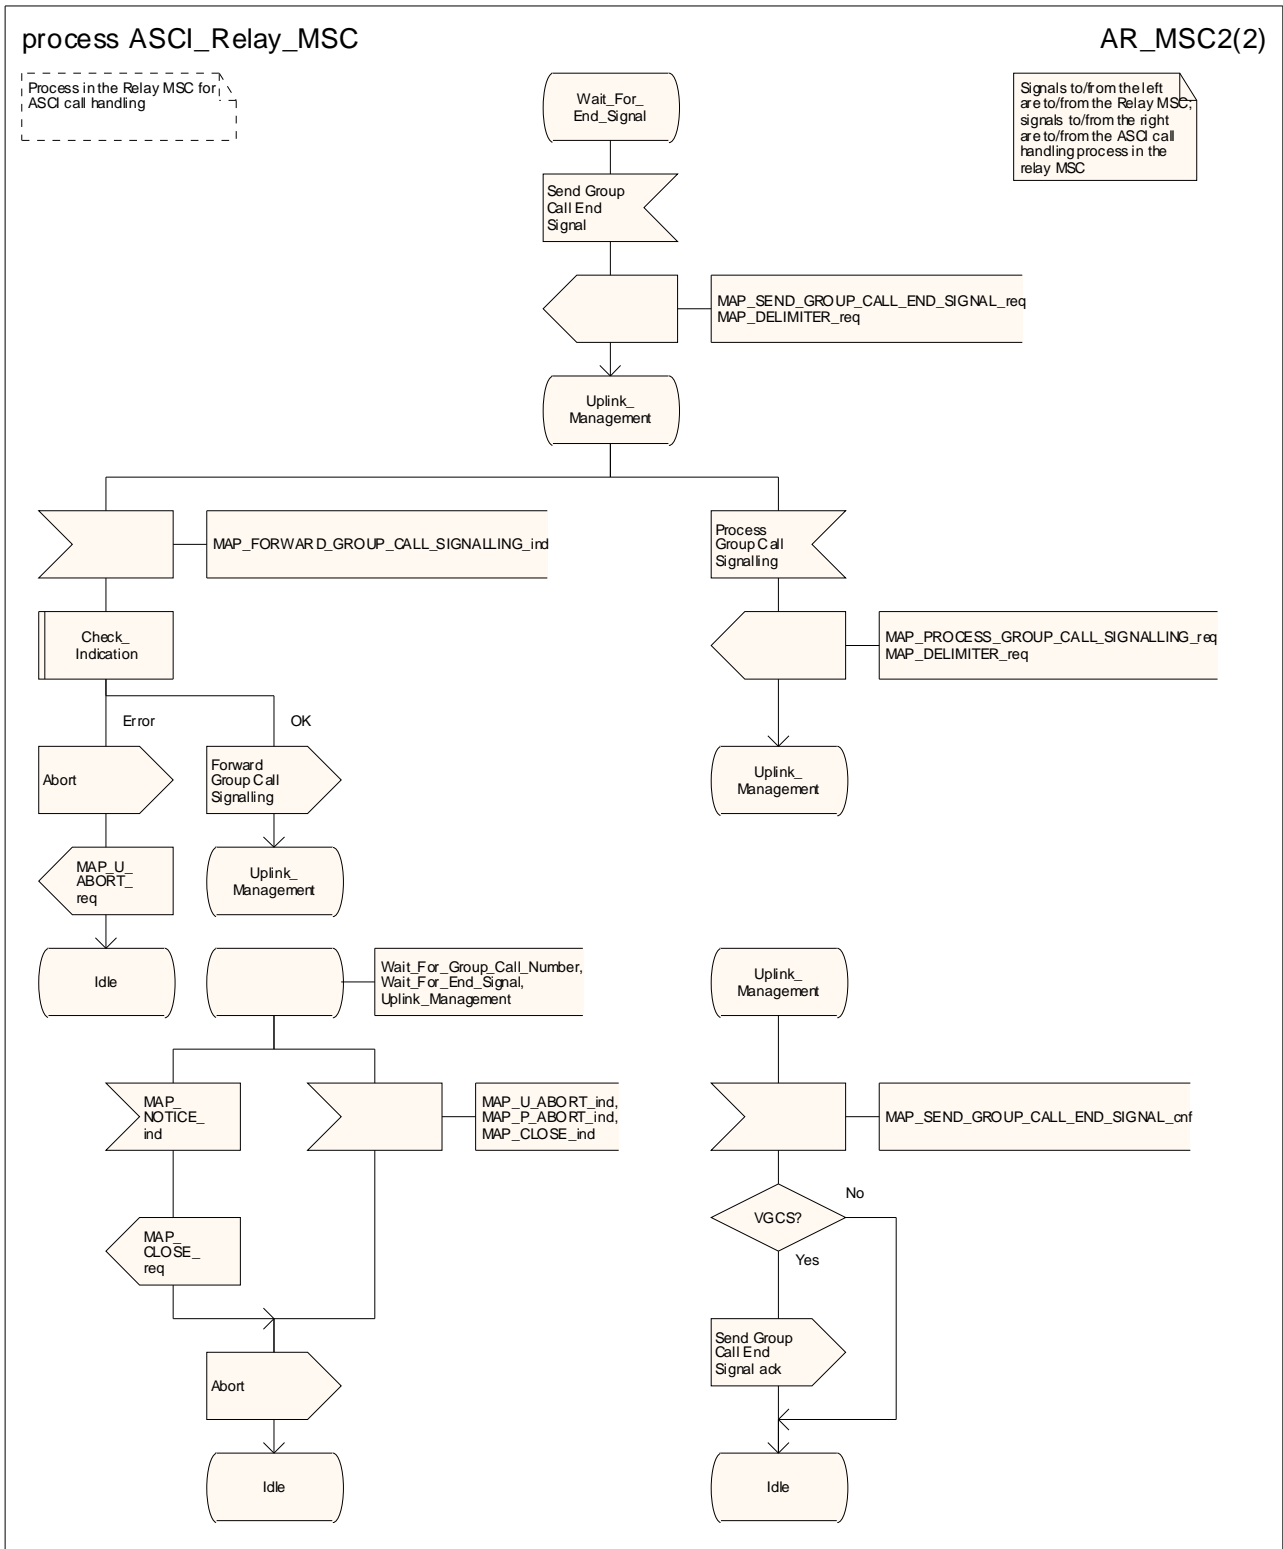 process ASCI_Relay_MSC
AR_MSC2(2)
Process in the Relay MSC for
ASCI call handling
Signals to/from the left
are to/from the Relay MSC;
signals to/from the right
are to/from the ASCI call
handling process in the
relay MSC
Wait_For_
End_Signal
Send Group
Call End
Signal
MAP_SEND_GROUP_CALL_END_SIGNAL_req
MAP_DELIMITER_req
Uplink_
Management
MAP_FORWARD_GROUP_CALL_SIGNALLING_ind
Process
Group Call
Signalling
Check_
Indication
MAP_PROCESS_GROUP_CALL_SIGNALLING_req
MAP_DELIMITER_req
Error
OK
Abort
Forward
Group Call
Signalling
Uplink_
Management
MAP_U_
ABORT_
req
Uplink_
Management
Idle
Wait_For_Group_Call_Number,
Wait_For_End_Signal,
Uplink_Management
Uplink_
Management
MAP_
NOTICE_
ind
MAP_U_ABORT_ind,
MAP_P_ABORT_ind,
MAP_CLOSE_ind
MAP_SEND_GROUP_CALL_END_SIGNAL_cnf
No
VGCS?
Yes
MAP_
CLOSE_
req
Send Group
Call End
Signal ack
Abort
Idle
Idle